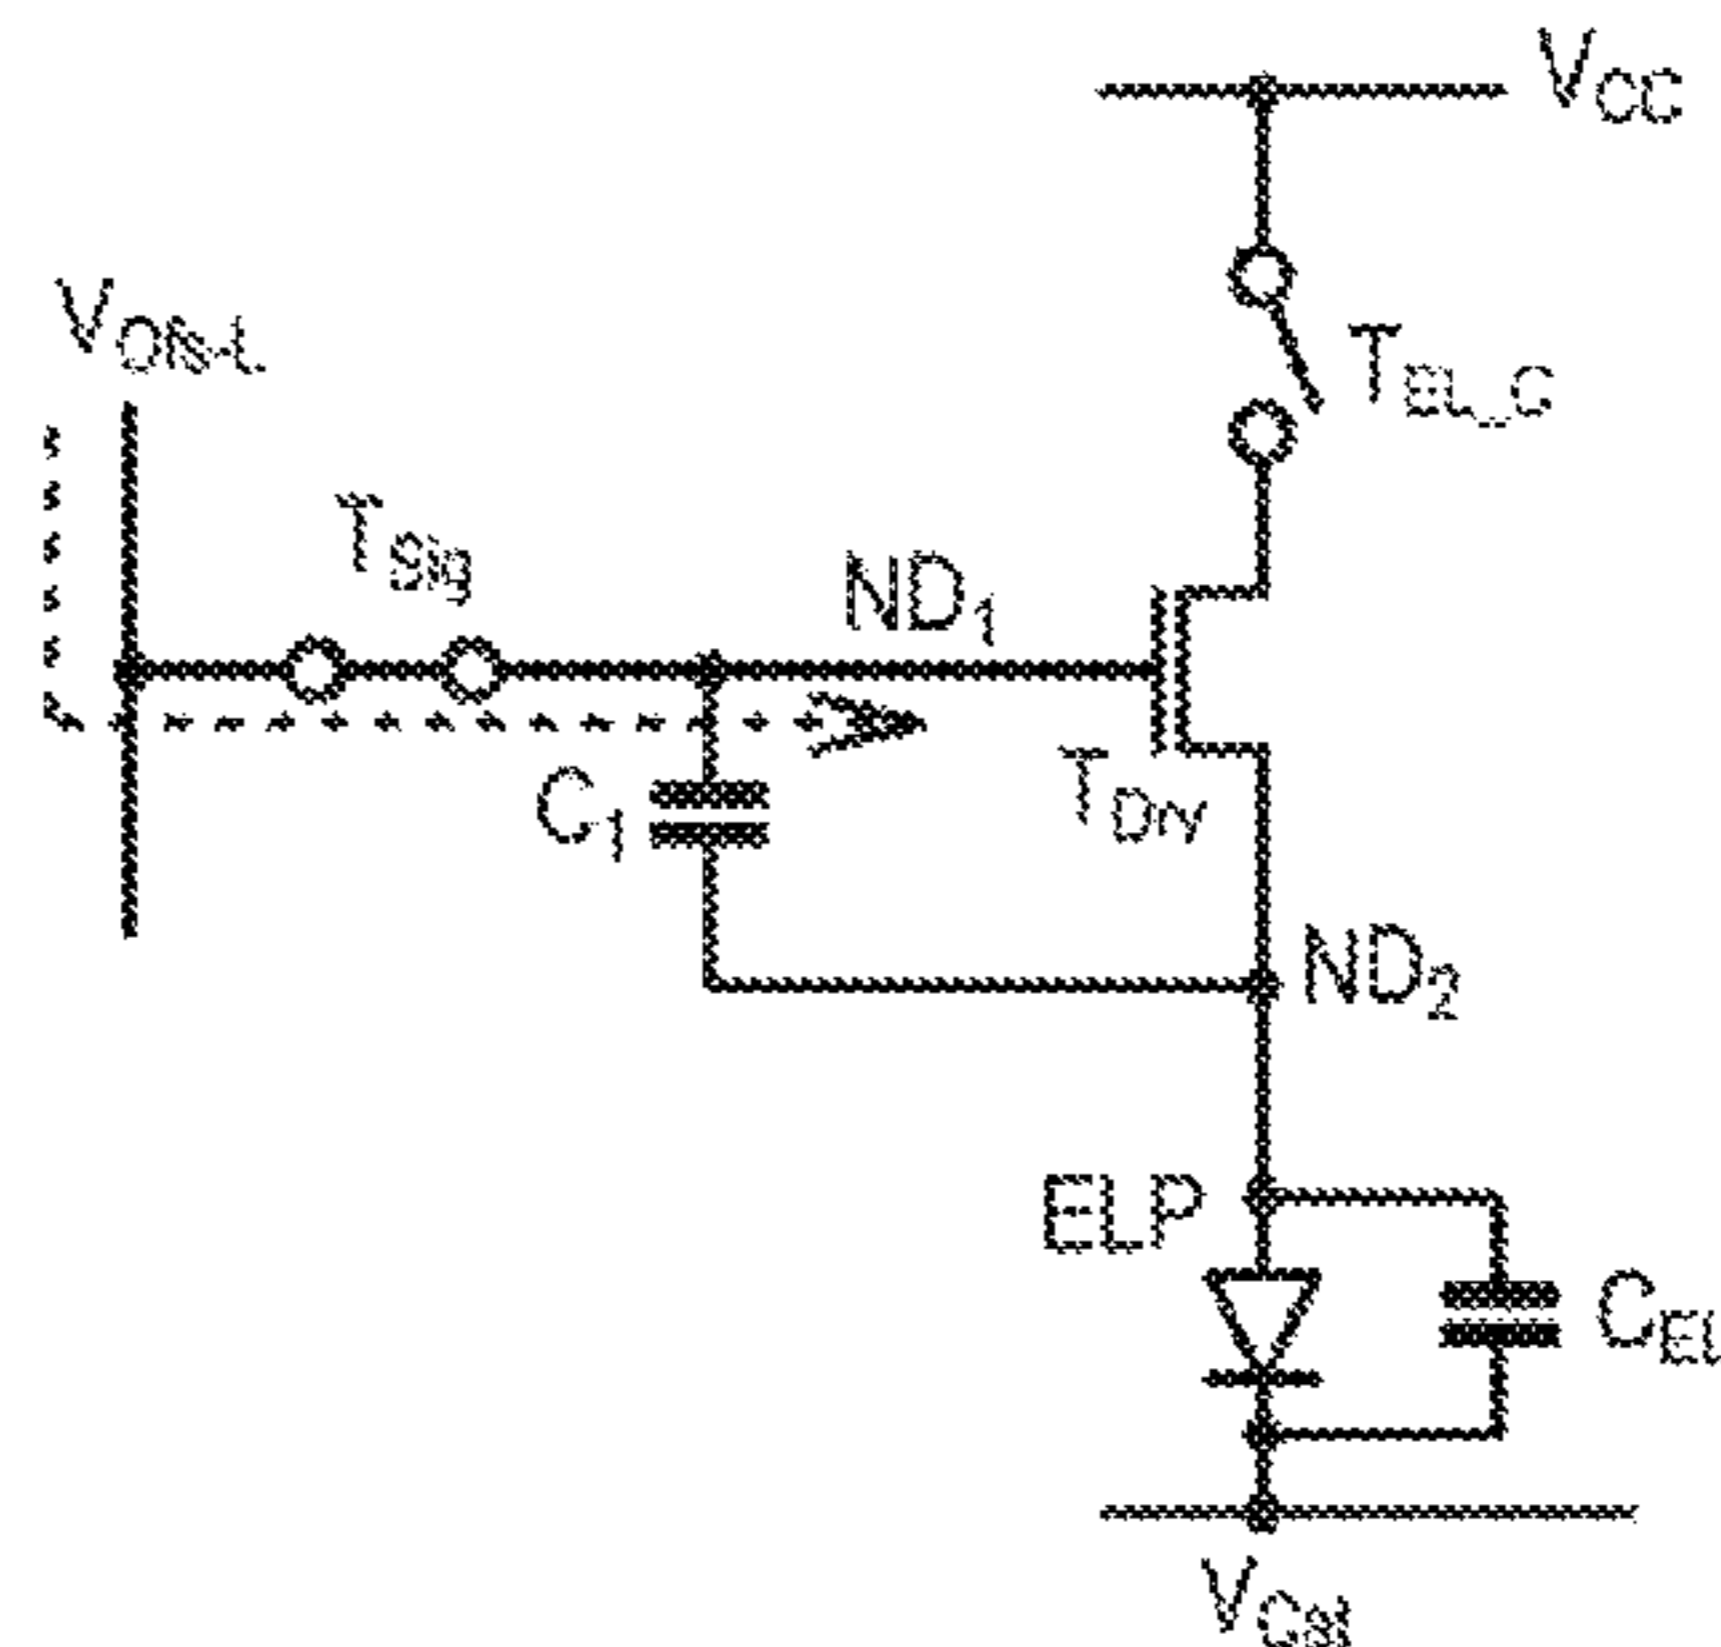 VCC
VOfs-L
TEL_C
TSig
ND1
C1
TDrv
ND2
ELP
CEL
VCat